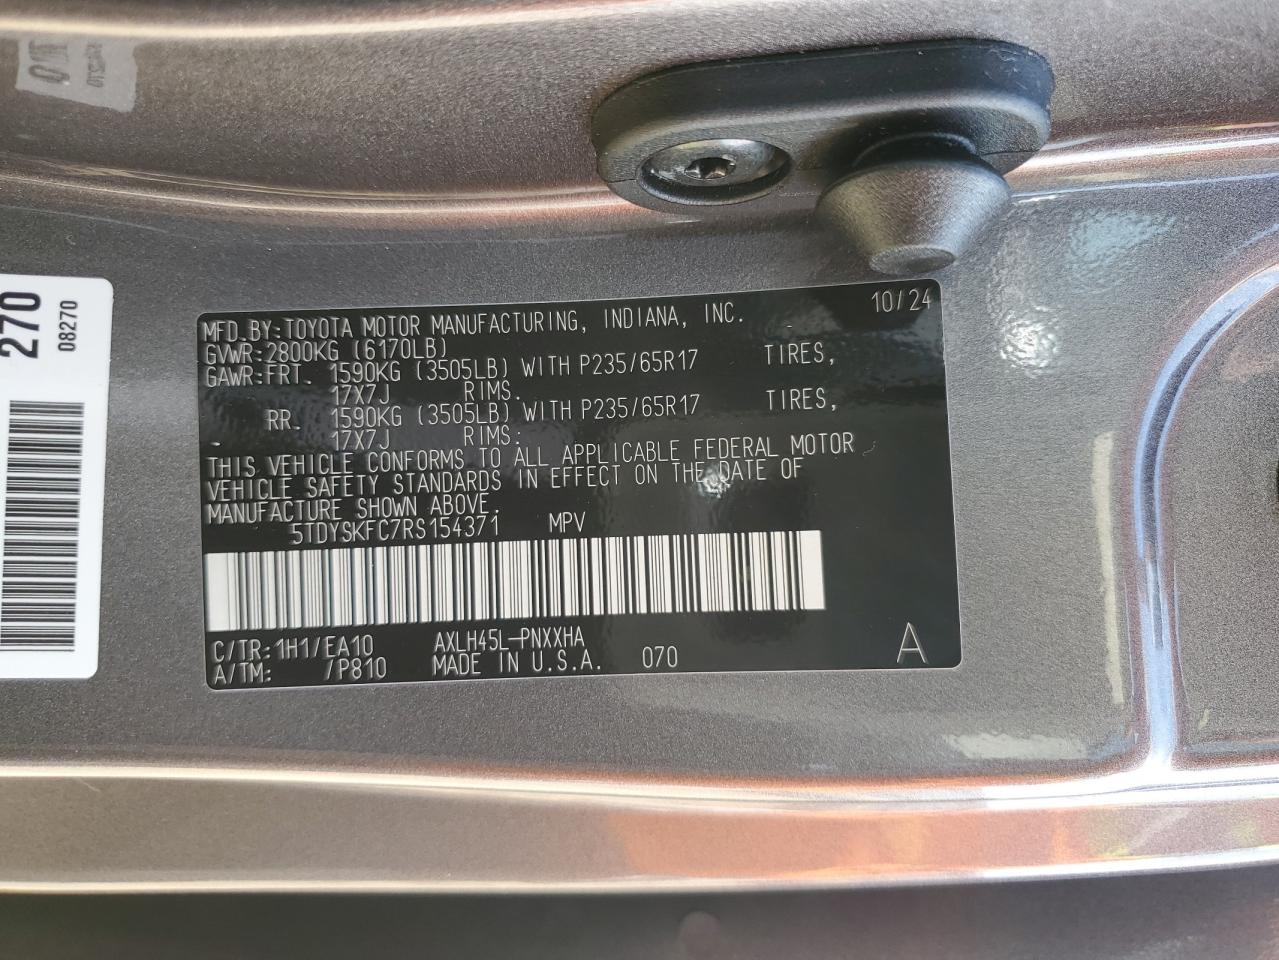 270
08270
MFD.BY:TOYOTA MOTOR MANUFACTURING, INDIANA, INC. 10/24
GVWR:2800KG (6170LB)
GAWR:FRT. 1590KG (3505LB) WITH P235/65R17 TIRES,
17X7J RIMS.
RR. 1590KG (3505LB) WITH P235/65R17 TIRES,
17X7J RIMS.
THIS VEHICLE CONFORMS TO ALL APPLICABLE FEDERAL MOTOR
VEHICLE SAFETY STANDARDS IN EFFECT ON THE DATE OF
MANUFACTURE SHOWN ABOVE.
5TDYSKFC7RS154371 MPV
C/TR:1H1/EA10 AXLH45L-PNXXHA
A/TM: /P810 MADE IN U.S.A. 070 A